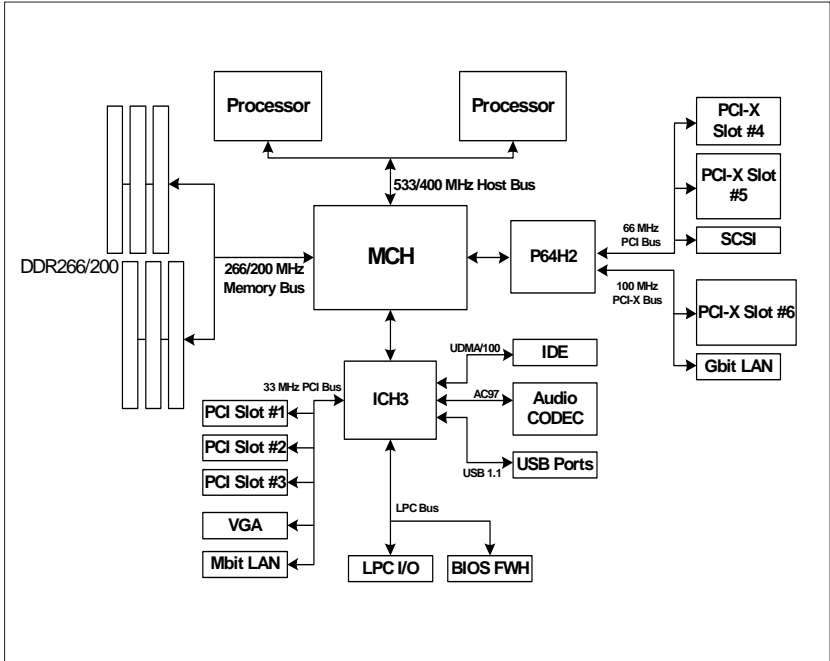 Processor
Processor
533/400 MHz Host Bus
DDR266/200
266/200 MHz
Memory Bus
MCH
P64H2
66 MHz
PCI Bus
100 MHz
PCI-X Bus
PCI-X
Slot #4
PCI-X Slot
#5
SCSI
PCI-X Slot #6
Gbit LAN
UDMA/100
IDE
33 MHz PCI Bus
ICH3
AC97
Audio
CODEC
USB 1.1
USB Ports
PCI Slot #1
PCI Slot #2
PCI Slot #3
VGA
Mbit LAN
LPC Bus
LPC I/O
BIOS FWH